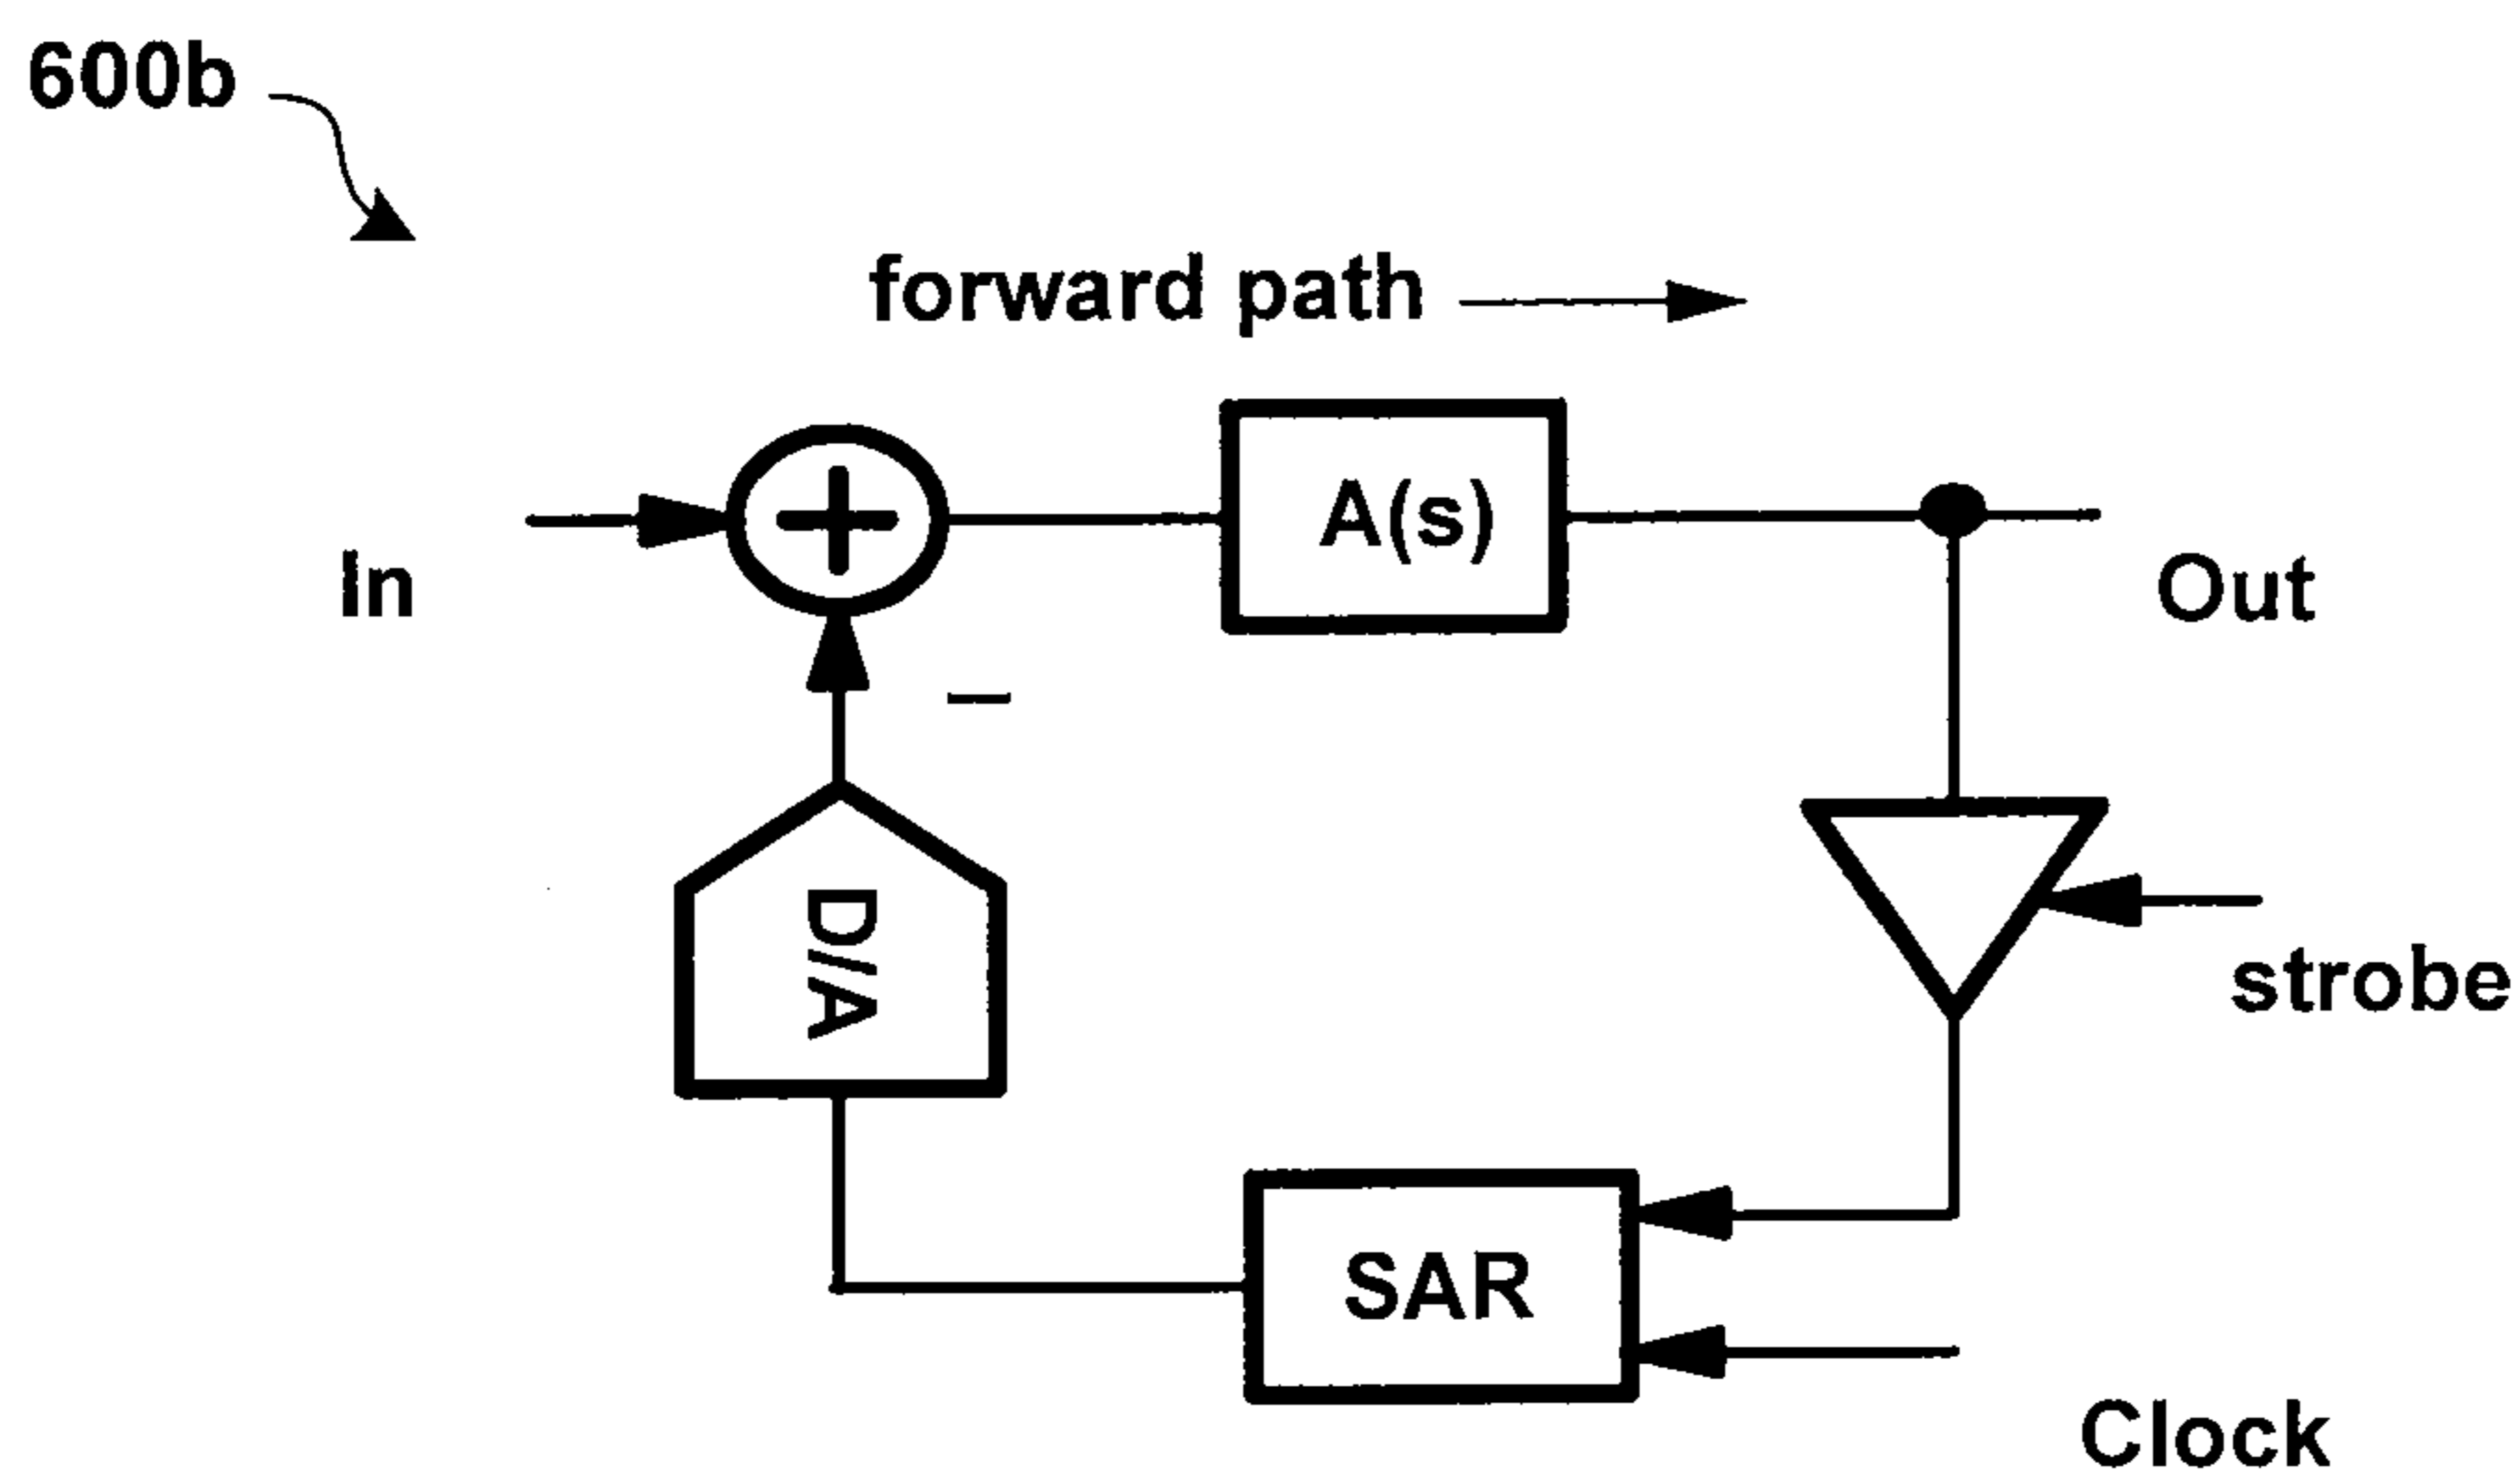 600b
forward path
A(s)
In
Out
–
D/A
strobe
SAR
Clock